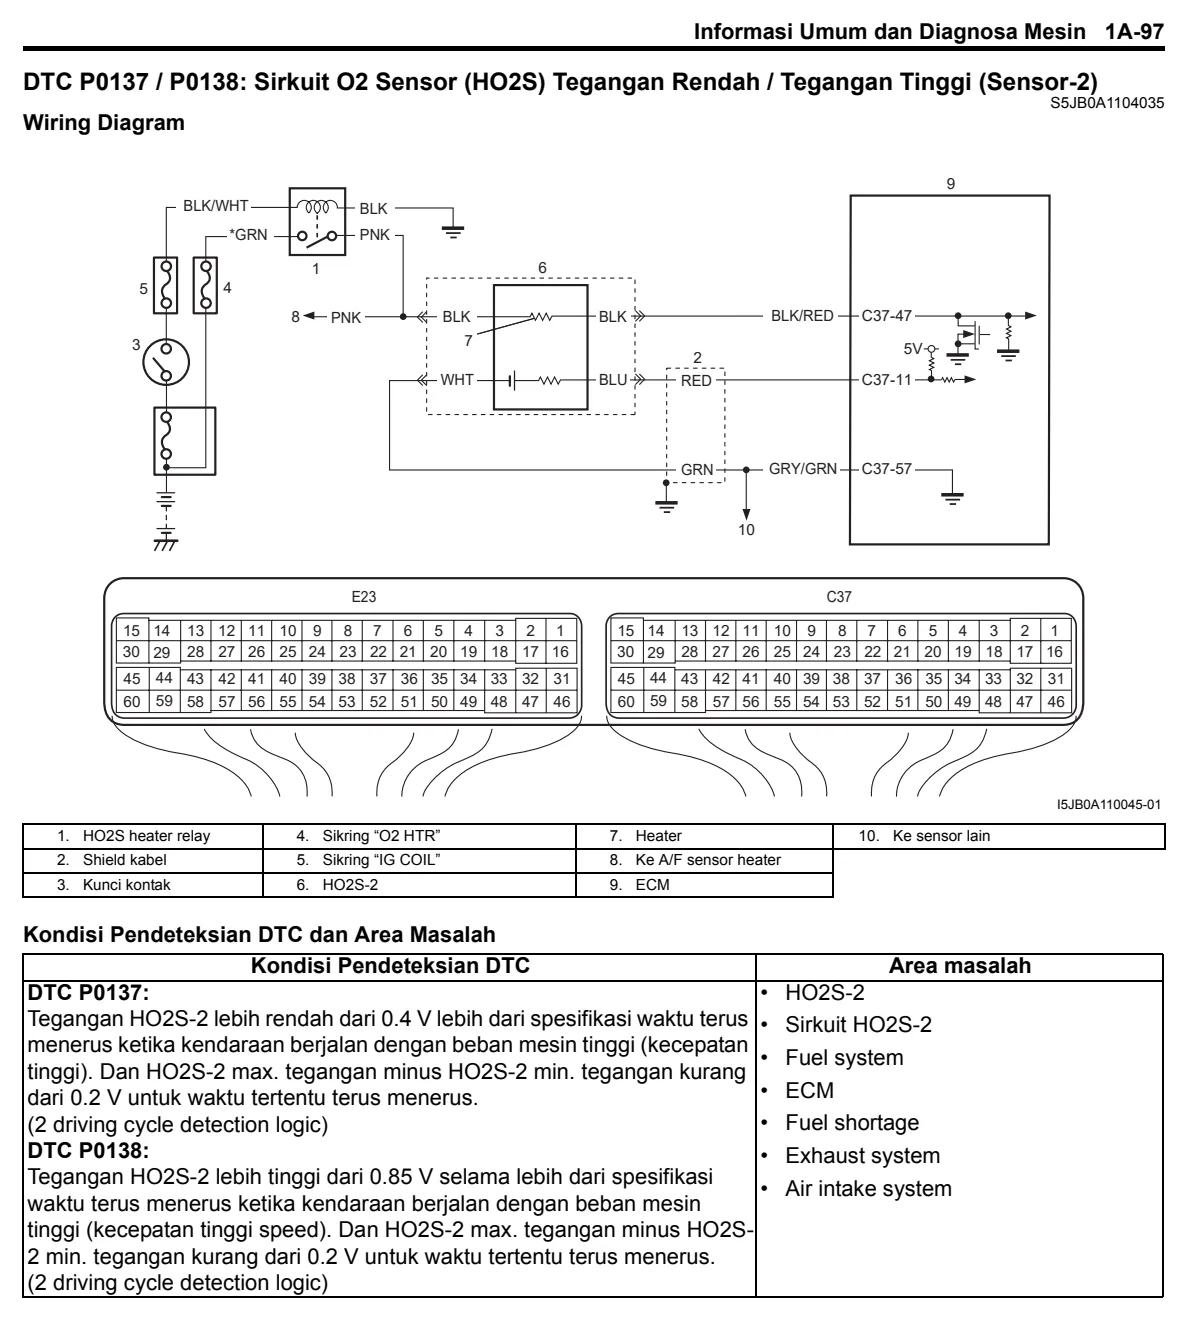 Informasi Umum dan Diagnosa Mesin 1A-97
DTC P0137 / P0138: Sirkuit O2 Sensor (HO2S) Tegangan Rendah / Tegangan Tinggi (Sensor-2)
S5JB0A1104035
Wiring Diagram
9
BLK/WHT
BLK
*GRN
PNK
1
5
4
6
8
PNK
BLK
BLK
BLK/RED
C37-47
7
3
5V
2
WHT
BLU
RED
C37-11
GRN
GRY/GRN
C37-57
10
E23
C37
15 14 13 12 11 10 9 8 7 6 5 4 3 2 1
15 14 13 12 11 10 9 8 7 6 5 4 3 2 1
30 29 28 27 26 25 24 23 22 21 20 19 18 17 16
30 29 28 27 26 25 24 23 22 21 20 19 18 17 16
45 44 43 42 41 40 39 38 37 36 35 34 33 32 31
45 44 43 42 41 40 39 38 37 36 35 34 33 32 31
60 59 58 57 56 55 54 53 52 51 50 49 48 47 46
60 59 58 57 56 55 54 53 52 51 50 49 48 47 46
I5JB0A110045-01
1. HO2S heater relay 4. Sikring “O2 HTR” 7. Heater 10. Ke sensor lain
2. Shield kabel 5. Sikring “IG COIL” 8. Ke A/F sensor heater
3. Kunci kontak 6. HO2S-2 9. ECM
Kondisi Pendeteksian DTC dan Area Masalah
Kondisi Pendeteksian DTC
DTC P0137:
Tegangan HO2S-2 lebih rendah dari 0.4 V lebih dari spesifikasi waktu terus
menerus ketika kendaraan berjalan dengan beban mesin tinggi (kecepatan
tinggi). Dan HO2S-2 max. tegangan minus HO2S-2 min. tegangan kurang
dari 0.2 V untuk waktu tertentu terus menerus.
(2 driving cycle detection logic)
DTC P0138:
Tegangan HO2S-2 lebih tinggi dari 0.85 V selama lebih dari spesifikasi
waktu terus menerus ketika kendaraan berjalan dengan beban mesin
tinggi (kecepatan tinggi speed). Dan HO2S-2 max. tegangan minus HO2S-
2 min. tegangan kurang dari 0.2 V untuk waktu tertentu terus menerus.
(2 driving cycle detection logic)
Area masalah
• HO2S-2
• Sirkuit HO2S-2
• Fuel system
• ECM
• Fuel shortage
• Exhaust system
• Air intake system